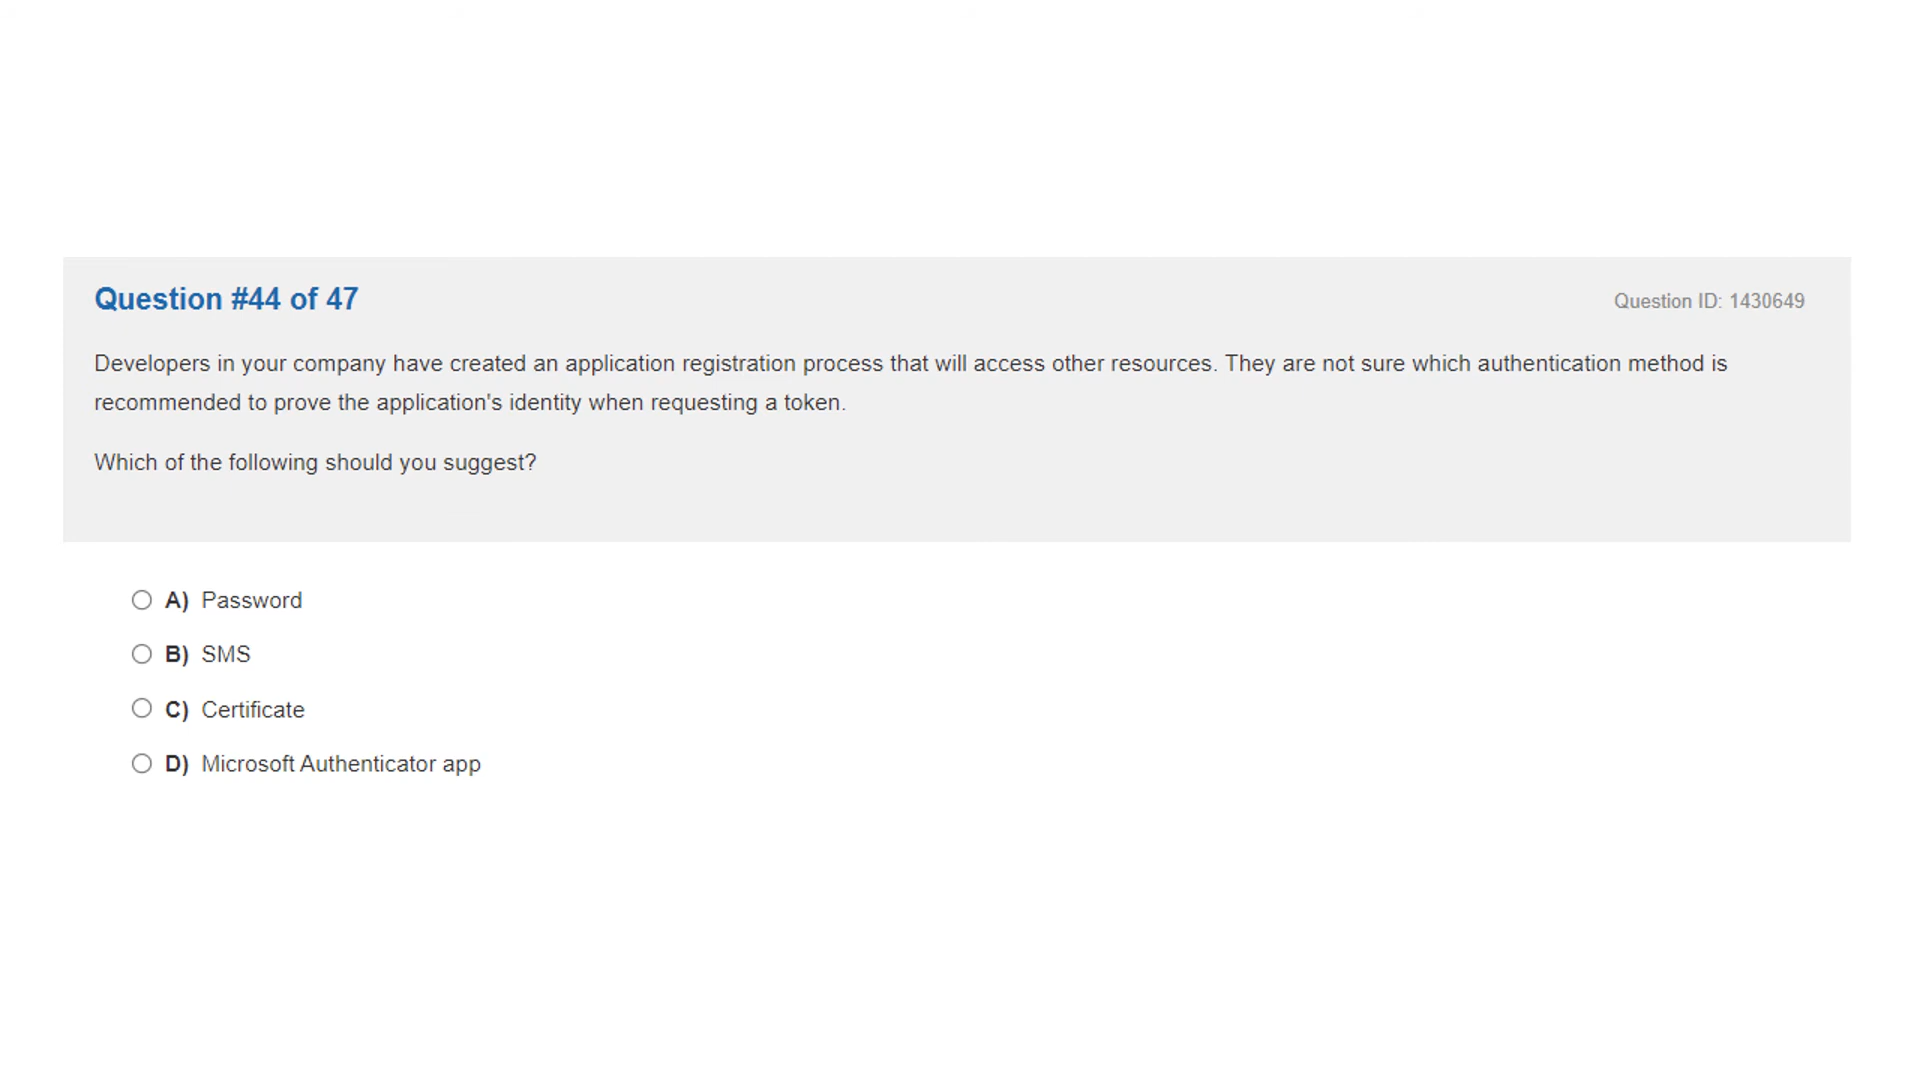 Question #44 of 47
Question ID: 1430649
Developers in your company have created an application registration process that will access other resources. They are not sure which authentication method is
recommended to prove the application's identity when requesting a token.
Which of the following should you suggest?
A) Password
B) SMS
C) Certificate
D) Microsoft Authenticator app